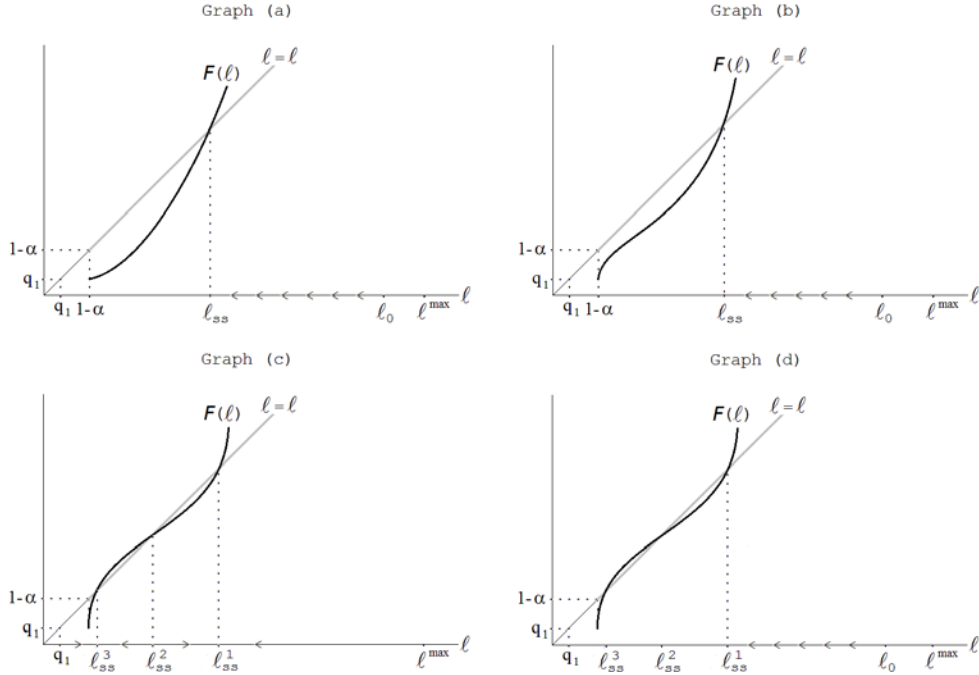 Graph (a)
ℓ = ℓ
F(ℓ)
1-α
q₁
q₁ 1-α ℓss ℓ₀ ℓmax ℓ
Graph (b)
ℓ = ℓ
F(ℓ)
1-α
q₁
q₁ 1-α ℓss ℓ₀ ℓmax ℓ
Graph (c)
ℓ = ℓ
F(ℓ)
1-α
q₁
q₁ ℓ³ss ℓ²ss ℓ¹ss ℓmax ℓ
Graph (d)
ℓ = ℓ
F(ℓ)
1-α
q₁
q₁ ℓ³ss ℓ²ss ℓ¹ss ℓ₀ ℓmax ℓ